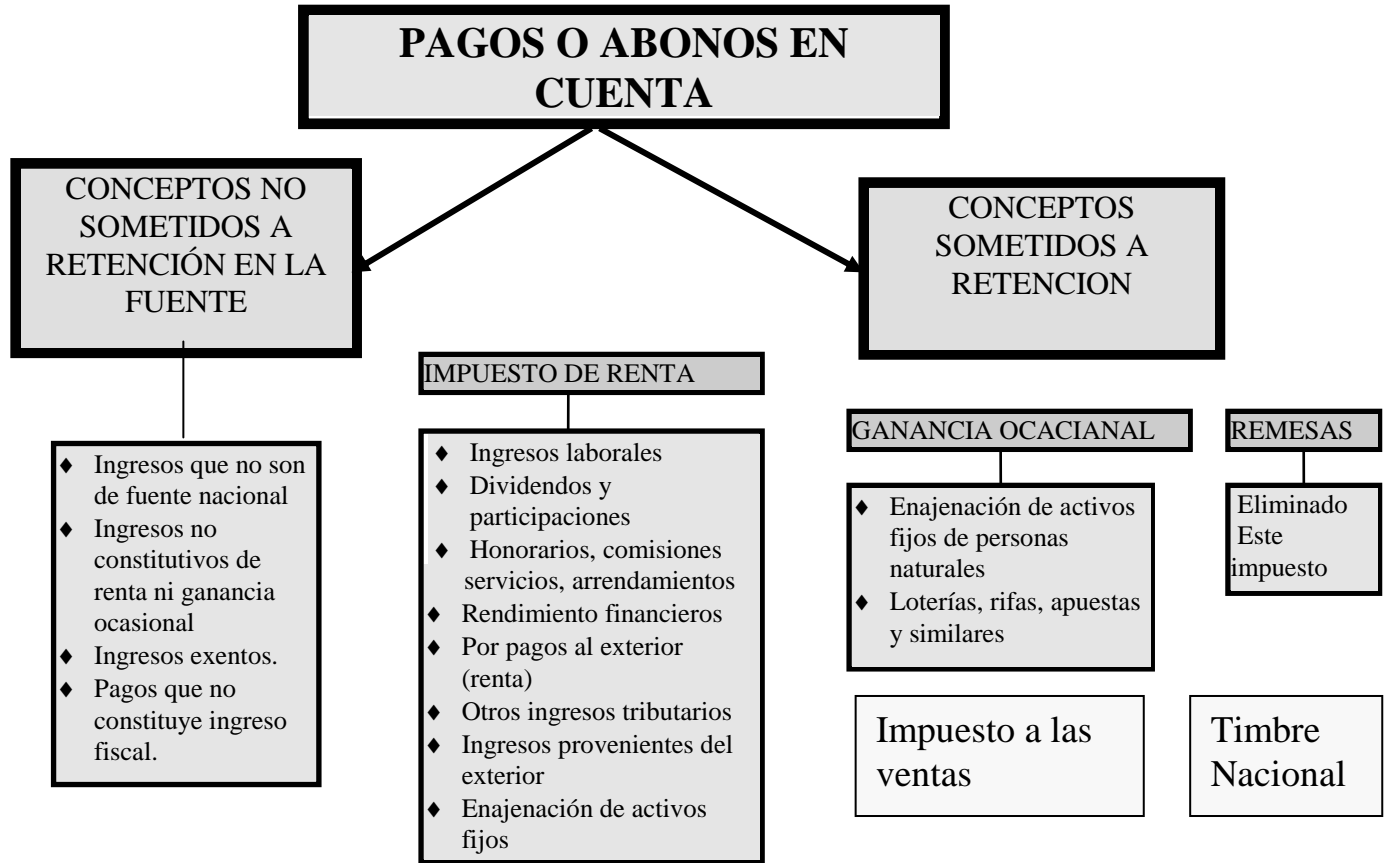 PAGOS O ABONOS EN
CUENTA
CONCEPTOS NO
SOMETIDOS A
RETENCIÓN EN LA
FUENTE
CONCEPTOS
SOMETIDOS A
RETENCION
♦ Ingresos que no son
de fuente nacional
♦ Ingresos no
constitutivos de
renta ni ganancia
ocasional
♦ Ingresos exentos.
♦ Pagos que no
constituye ingreso
fiscal.
IMPUESTO DE RENTA
♦ Ingresos laborales
♦ Dividendos y
participaciones
♦ Honorarios, comisiones
servicios, arrendamientos
♦ Rendimiento financieros
♦ Por pagos al exterior
(renta)
♦ Otros ingresos tributarios
♦ Ingresos provenientes del
exterior
♦ Enajenación de activos
fijos
GANANCIA OCACIANAL
♦ Enajenación de activos
fijos de personas
naturales
♦ Loterías, rifas, apuestas
y similares
REMESAS
Eliminado
Este
impuesto
Impuesto a las
ventas
Timbre
Nacional